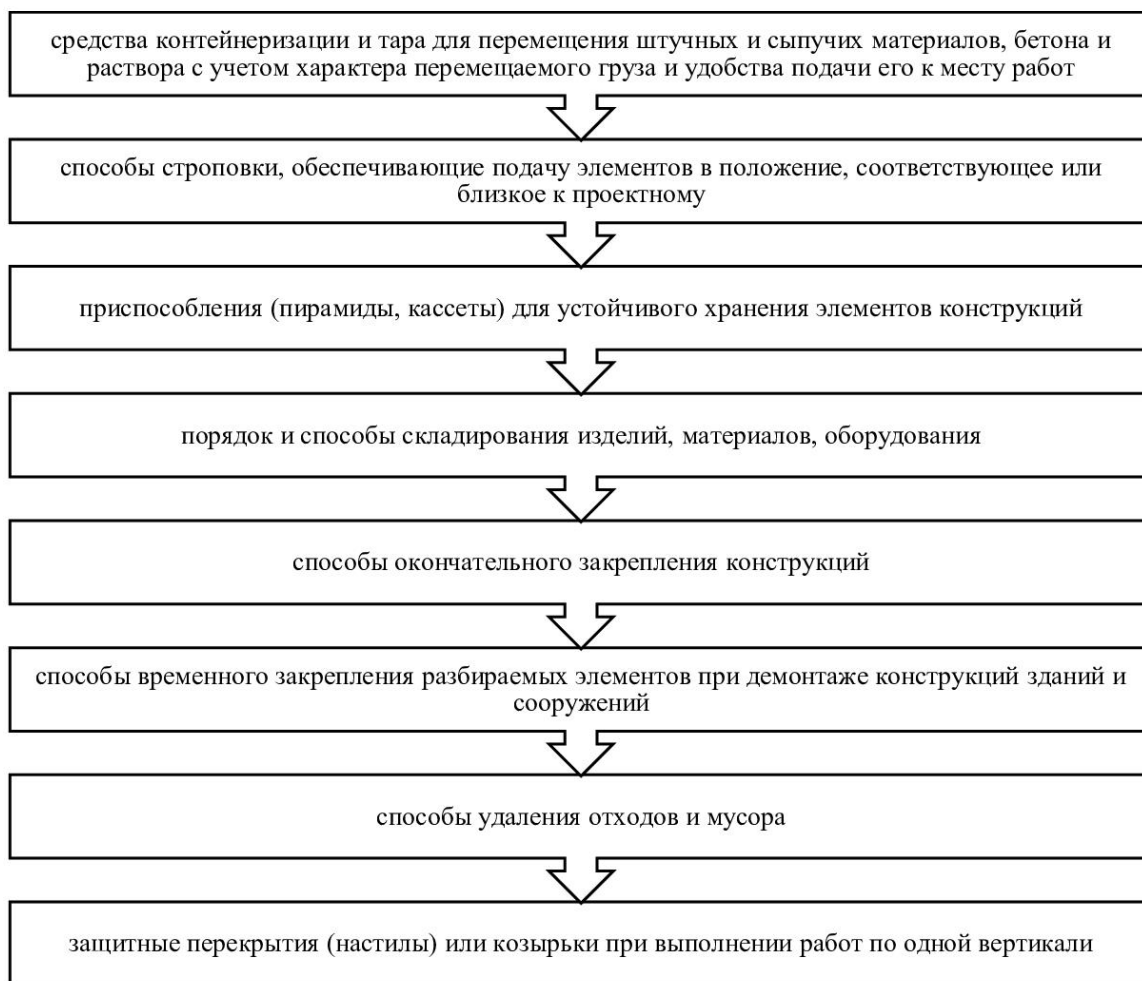 средства контейнеризации и тара для перемещения штучных и сыпучих материалов, бетона и
раствора с учетом характера перемещаемого груза и удобства подачи его к месту работ
способы строповки, обеспечивающие подачу элементов в положение, соответствующее или
близкое к проектному
приспособления (пирамиды, кассеты) для устойчивого хранения элементов конструкций
порядок и способы складирования изделий, материалов, оборудования
способы окончательного закрепления конструкций
способы временного закрепления разбираемых элементов при демонтаже конструкций зданий и
сооружений
способы удаления отходов и мусора
защитные перекрытия (настилы) или козырьки при выполнении работ по одной вертикали